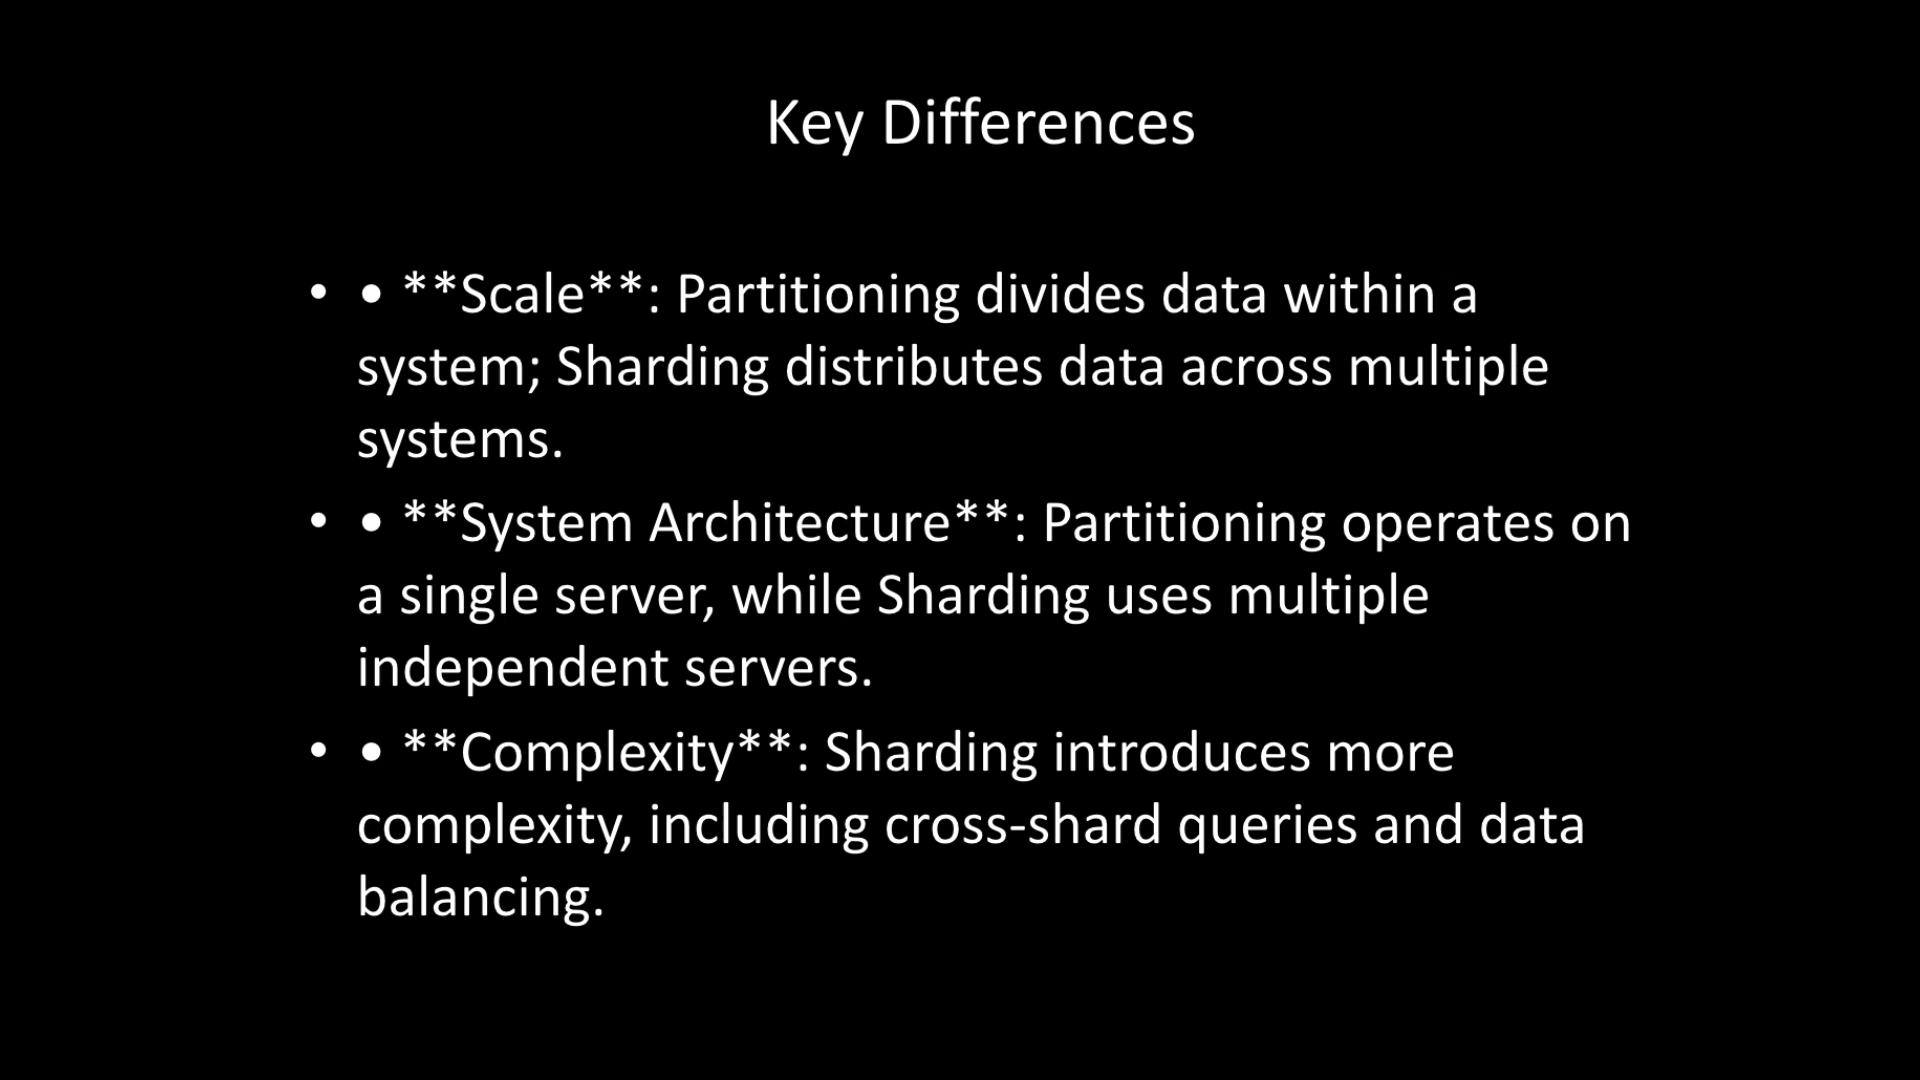 Key Differences
• • **Scale**: Partitioning divides data within a
system; Sharding distributes data across multiple
systems.
• • **System Architecture**: Partitioning operates on
a single server, while Sharding uses multiple
independent servers.
• • **Complexity**: Sharding introduces more
complexity, including cross-shard queries and data
balancing.